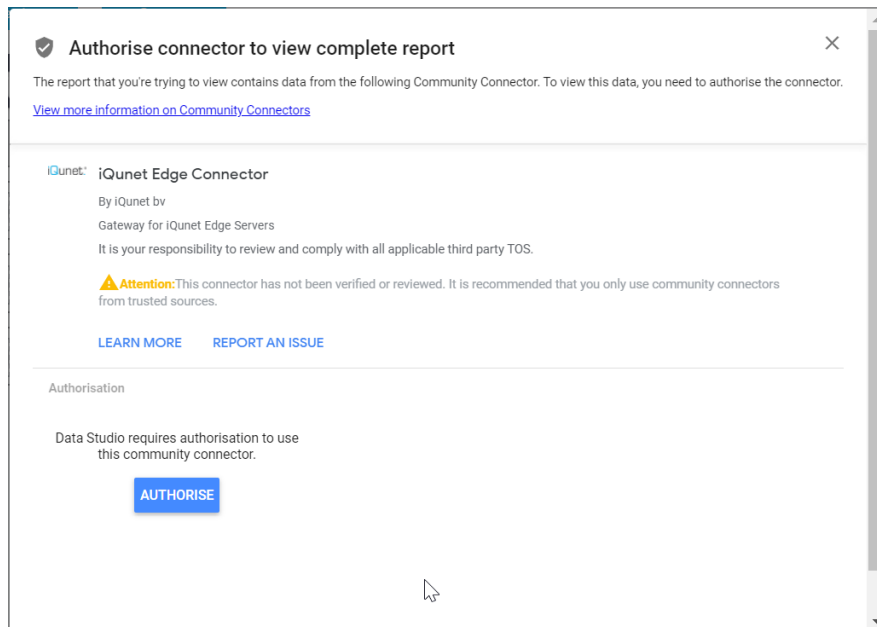 Authorise connector to view complete report
The report that you're trying to view contains data from the following Community Connector. To view this data, you need to authorise the connector.
View more information on Community Connectors
iQunet
iQunet Edge Connector
By iQunet bv
Gateway for iQunet Edge Servers
It is your responsibility to review and comply with all applicable third party TOS.
Attention:This connector has not been verified or reviewed. It is recommended that you only use community connectors
from trusted sources.
LEARN MORE REPORT AN ISSUE
Authorisation
Data Studio requires authorisation to use
this community connector.
AUTHORISE